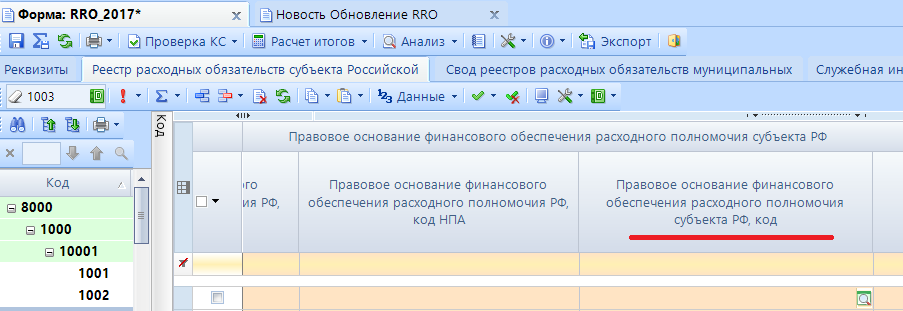 Форма: RRO_2017*
Новость Обновление RRO
Проверка КС
Расчет итогов
Анализ
Экспорт
Реквизиты
Реестр расходных обязательств субъекта Российской
Свод реестров расходных обязательств муниципальных
Служебная ин
1003
Данные
Код
Код
8000
1000
10001
1001
1002
Правовое основание финансового обеспечения расходного полномочия субъекта РФ
ого
ия РФ,
Правовое основание финансового
обеспечения расходного полномочия РФ,
код НПА
Правовое основание финансового
обеспечения расходного полномочия
субъекта РФ, код